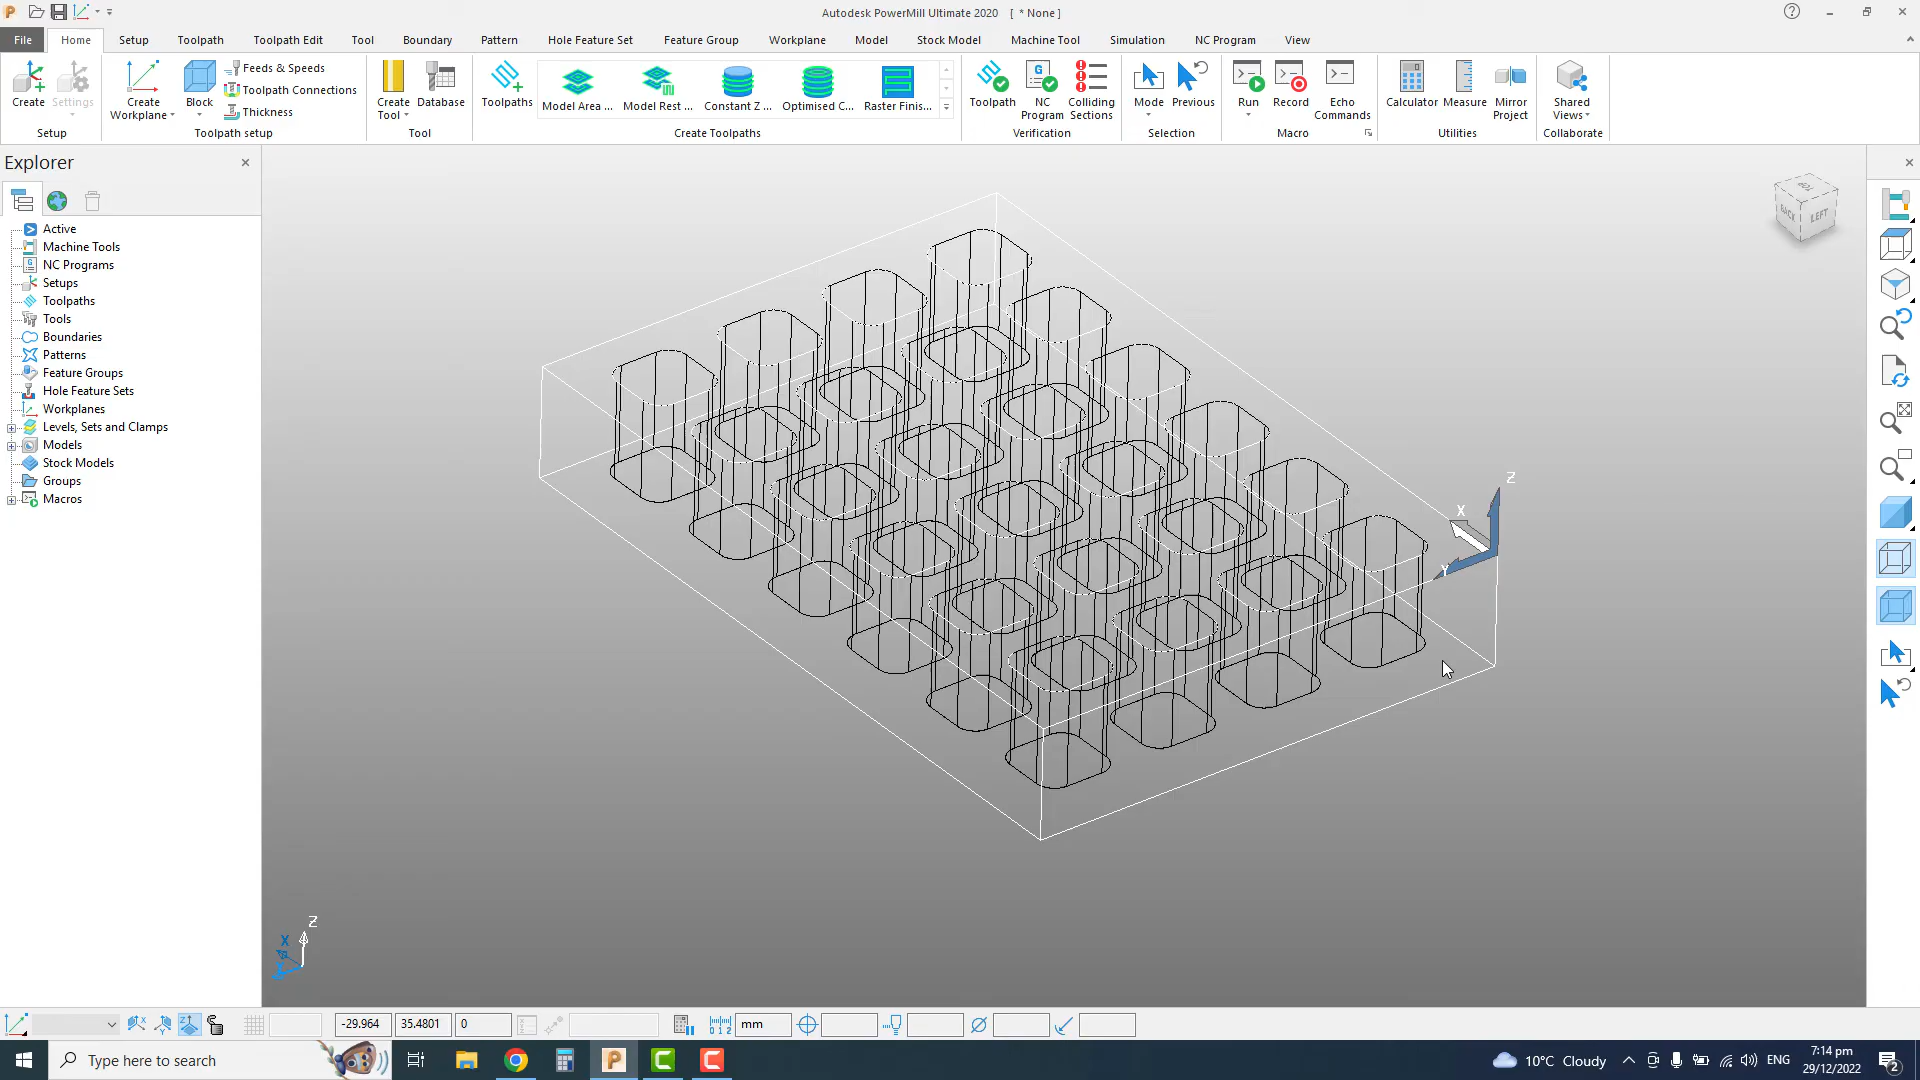 Autodesk PowerMill Ultimate 2020 [ * None ]
File Home Setup Toolpath Toolpath Edit Tool Boundary Pattern Hole Feature Set Feature Group Workplane Model Stock Model Machine Tool Simulation NC Program View
Create
Settings
Setup
Create
Workplane
Block
Feeds & Speeds
Toolpath Connections
Thickness
Toolpath setup
Create
Tool
Database
Tool
Toolpaths
Model Area ...
Model Rest ...
Constant Z ...
Optimised C...
Raster Finis...
Create Toolpaths
Toolpath
NC
Program
Colliding
Sections
Verification
Mode
Previous
Selection
Run
Record
Echo
Commands
Macro
Calculator
Measure
Mirror
Project
Utilities
Shared
Views
Collaborate
Explorer
Active
Machine Tools
NC Programs
Setups
Toolpaths
Tools
Boundaries
Patterns
Feature Groups
Hole Feature Sets
Workplanes
Levels, Sets and Clamps
Models
Stock Models
Groups
Macros
TOP
BACK
LEFT
Z
X
Y
Z
X
-29.964
35.4801
0
mm
Type here to search
10°C Cloudy
ENG
7:14 pm
29/12/2022
2